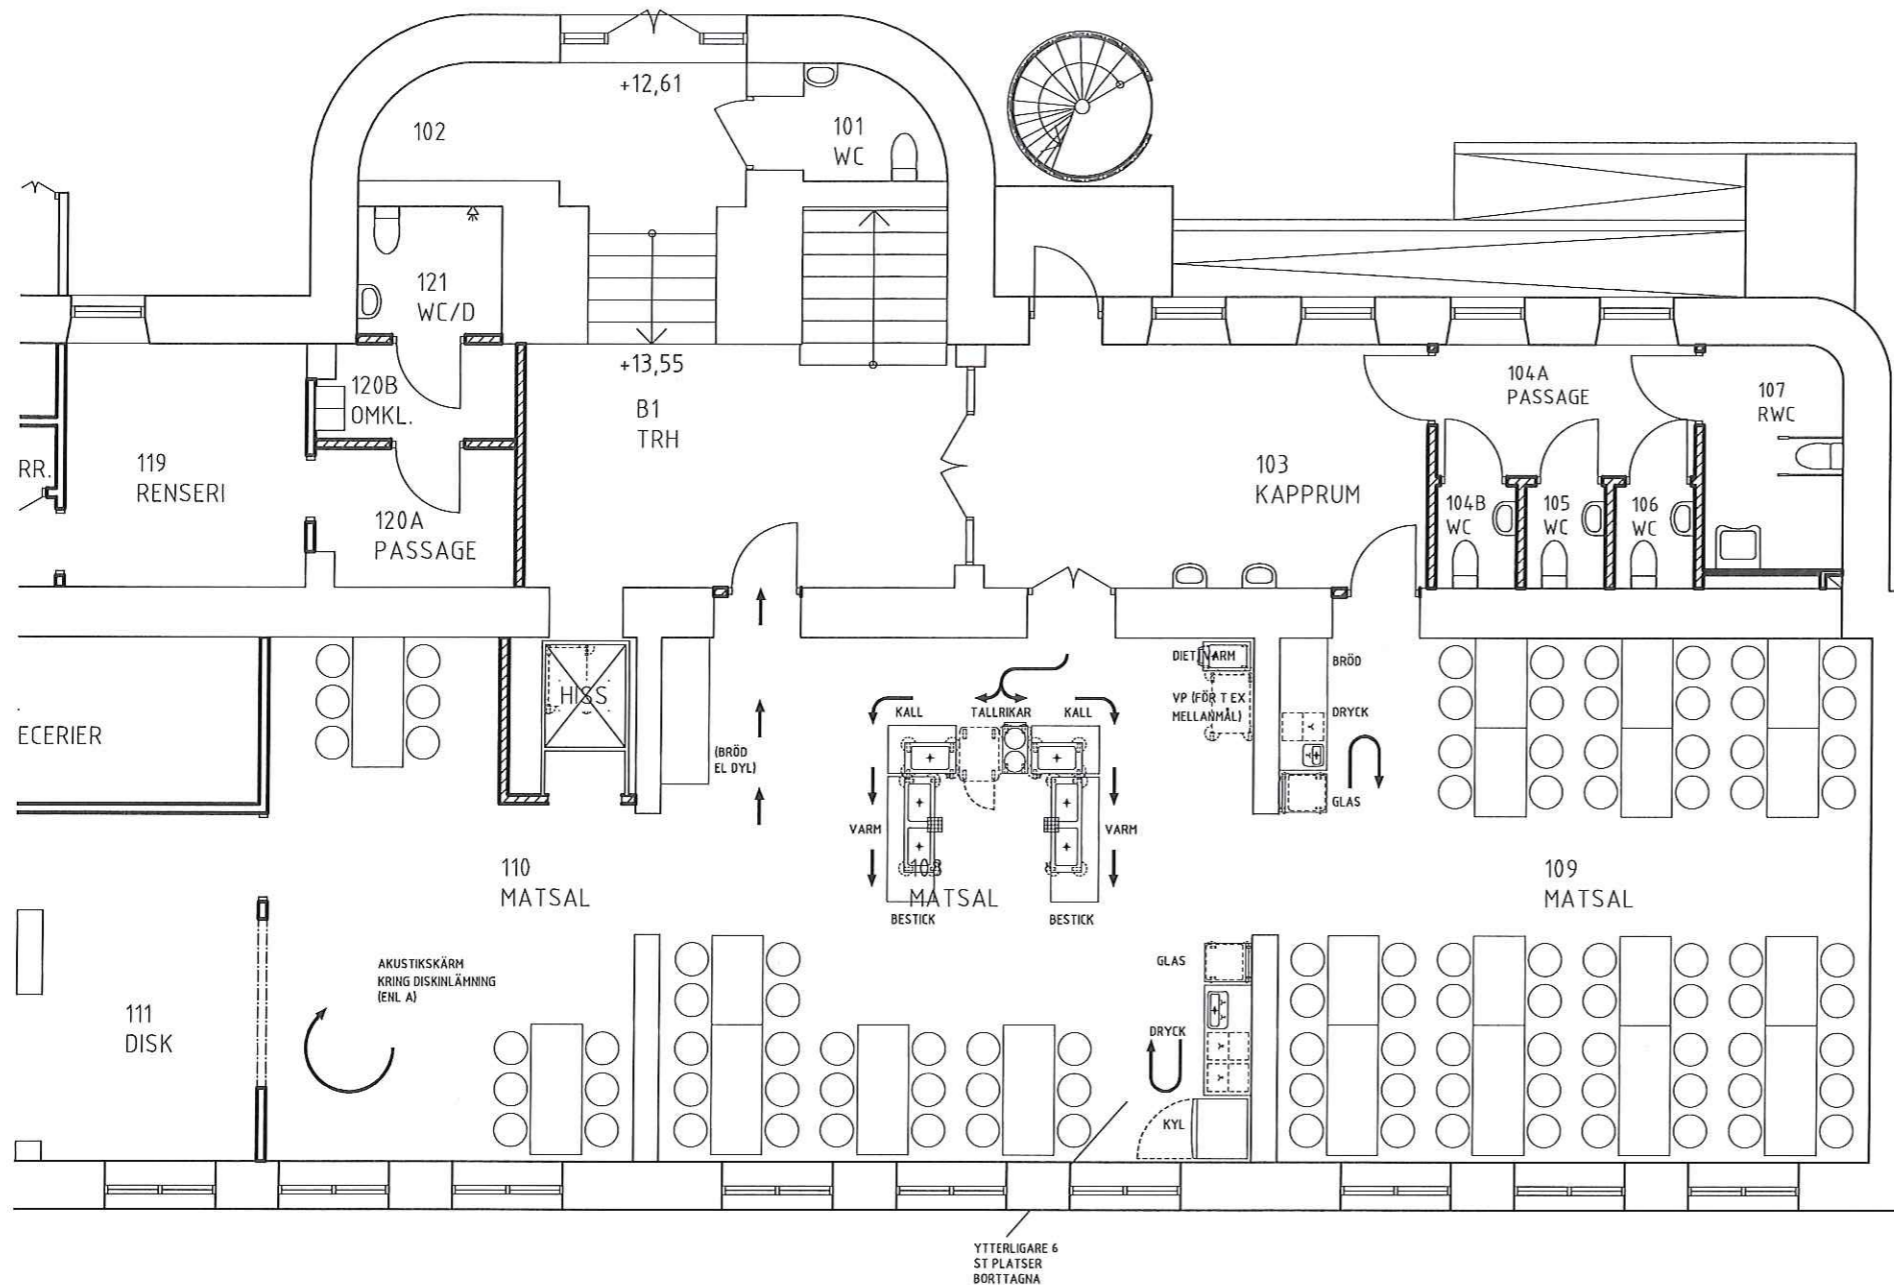 +12,61
102
101
WC
121
WC/D
+13,55
120B
OMKL.
B1
TRH
104A
PASSAGE
107
RWC
RR.
119
RENSERI
103
KAPPRUM
104B
WC
105
WC
106
WC
120A
PASSAGE
HISS
DIET VARM
BRÖD
VP (FÖR T EX
MELLANMÅL)
KALL
TALLRIKAR
KALL
DRYCK
ECERIER
(BRÖD
EL DYL)
GLAS
VARM
VARM
110
MATSAL
MATSAL
109
MATSAL
BESTICK
BESTICK
AKUSTIKSKÄRM
KRING DISKINLÄMNING
(ENL A)
GLAS
111
DISK
DRYCK
KYL
YTTERLIGARE 6
ST PLATSER
BORTTAGNA